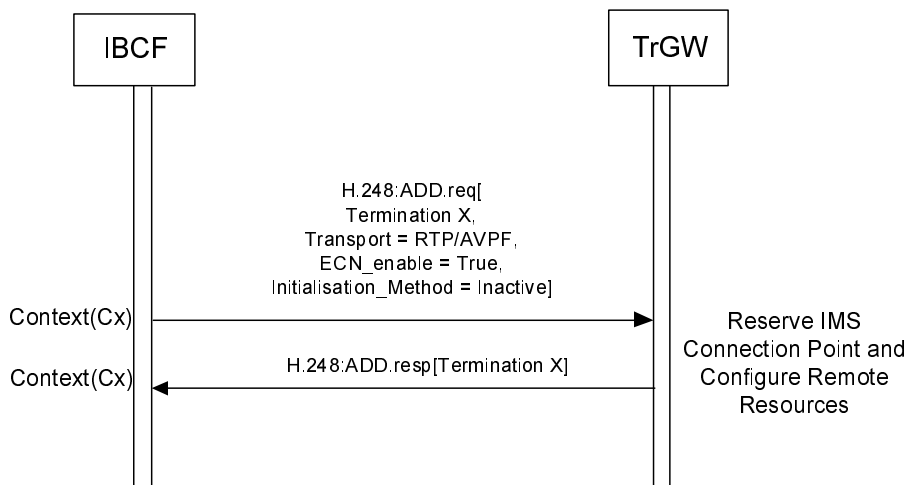 IBCF
TrGW
H.248:ADD.req[
Termination X,
Transport = RTP/AVPF,
ECN_enable = True,
Initialisation_Method = Inactive]
Context(Cx)
Reserve IMS
Connection Point and
Configure Remote
Resources
H.248:ADD.resp[Termination X]
Context(Cx)